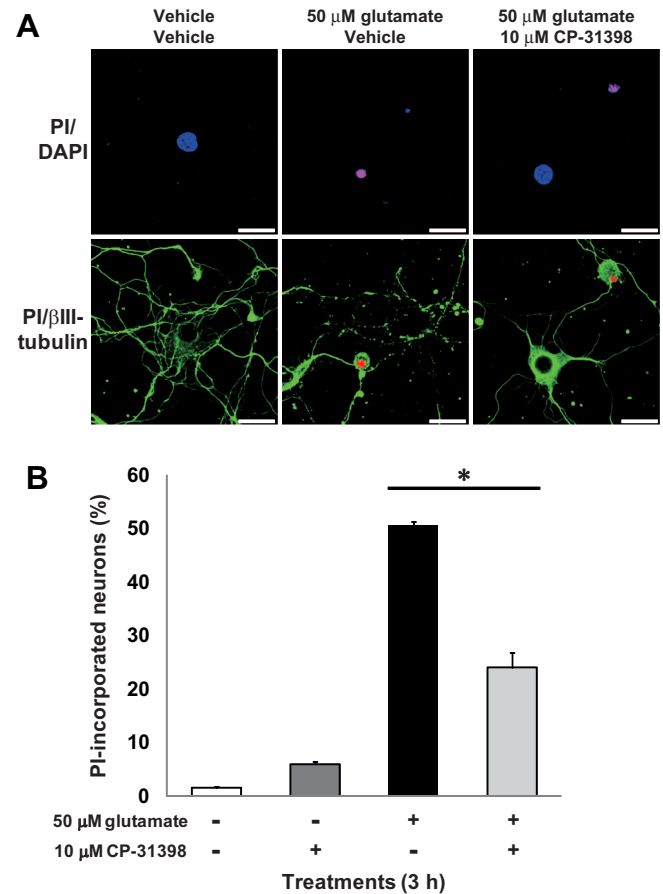 A
Vehicle
Vehicle
50 μM glutamate
Vehicle
50 μM glutamate
10 μM CP-31398
PI/
DAPI
PI/βIII-
tubulin
B
PI-incorporated neurons (%)
60
50
40
30
20
10
0
*
50 μM glutamate - - + +
10 μM CP-31398 - + - +
Treatments (3 h)